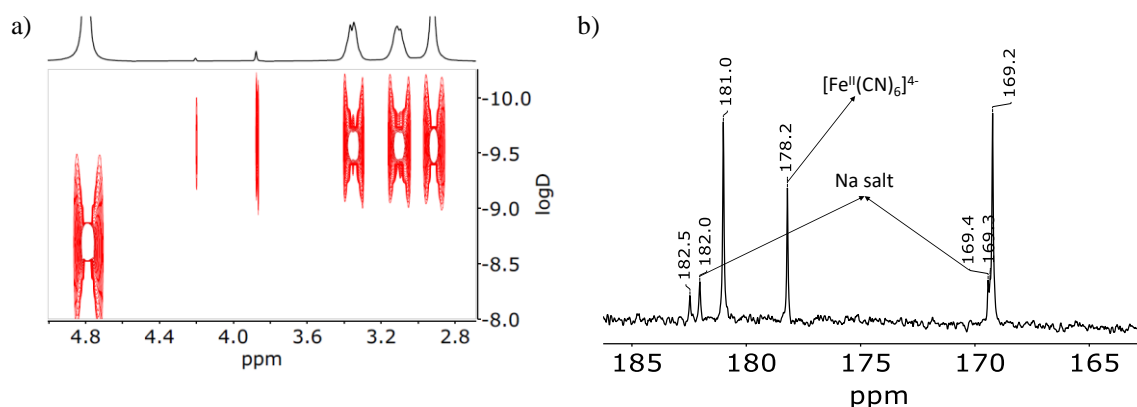 a)
-10.0
-9.5
-9.0
-8.5
-8.0
logD
4.8 4.4 4.0 3.6 3.2 2.8
ppm
b)
182.5
182.0
181.0
178.2
169.4
169.3
169.2
[Fe^II(CN)6]^4-
Na salt
185 180 175 170 165
ppm